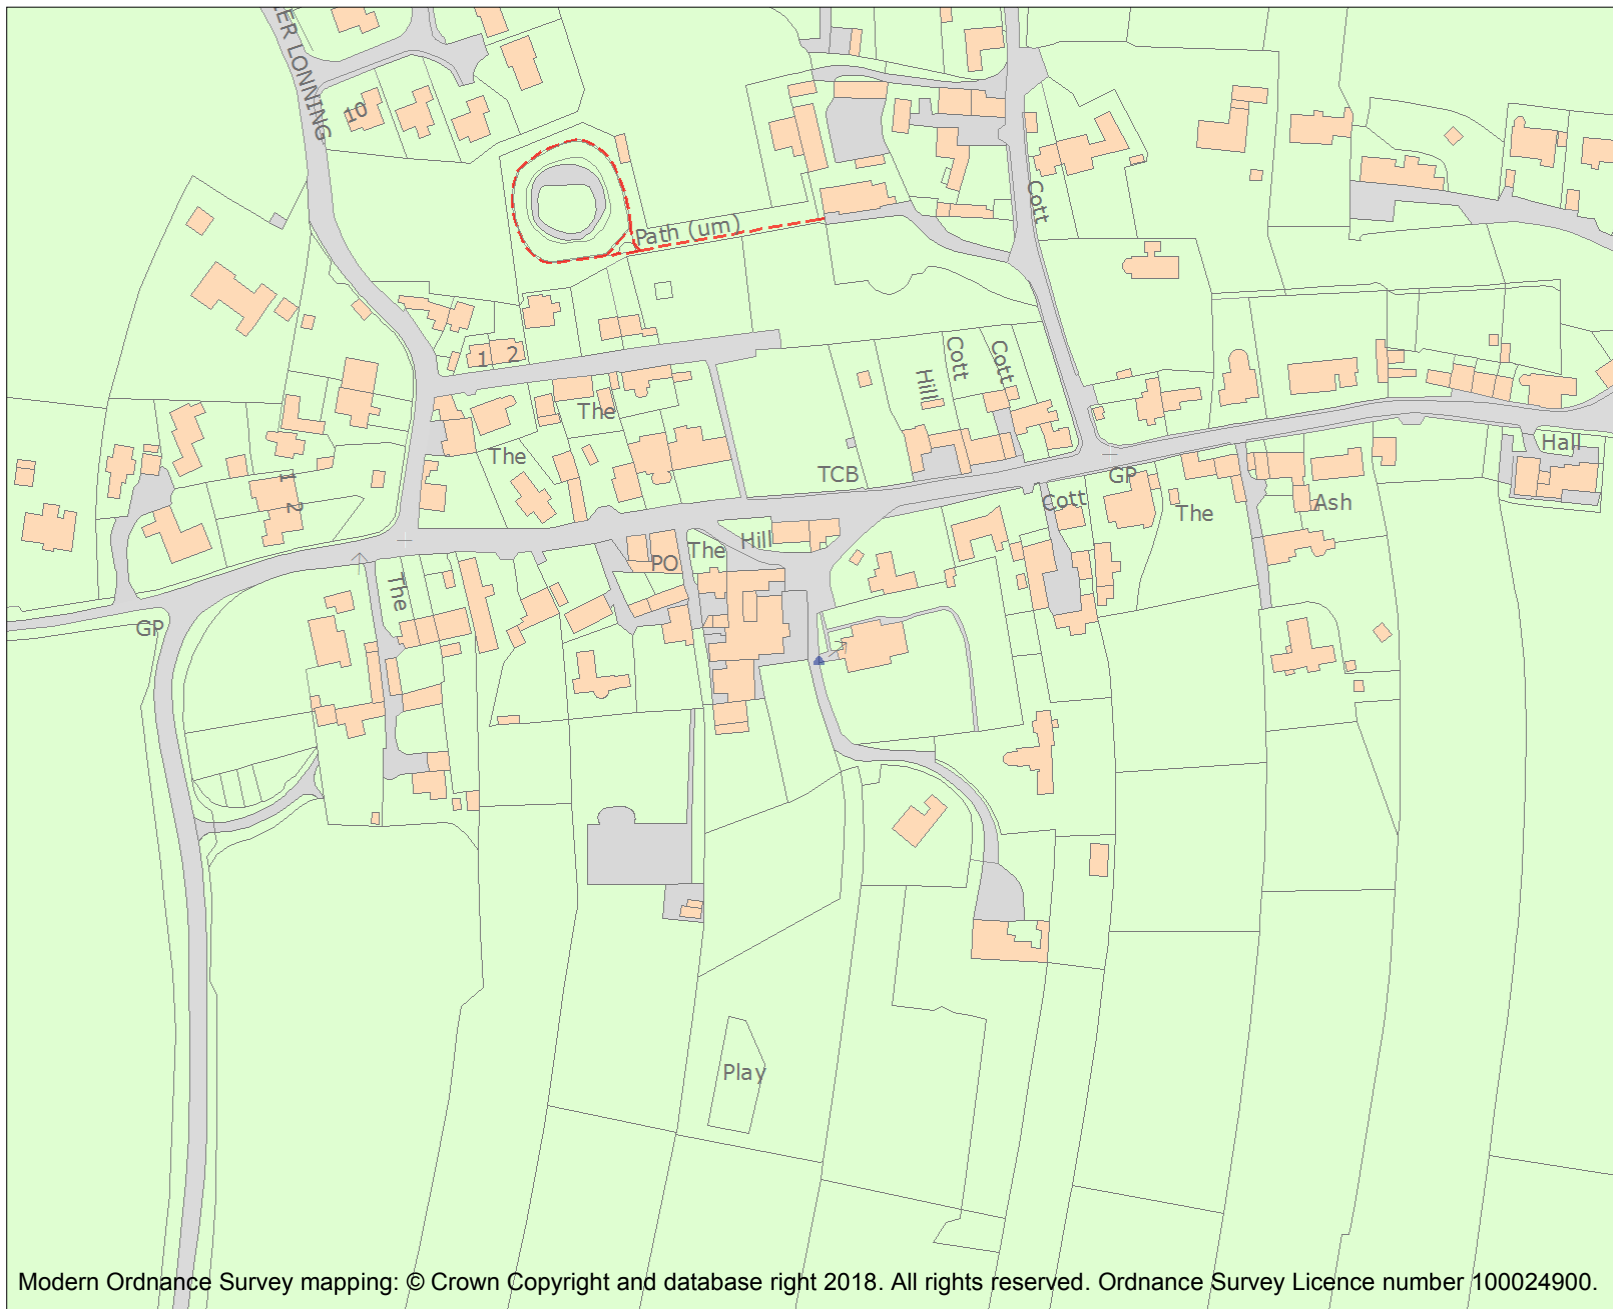 ER LONNING
10
Cott
Path (um)
1 2
Cott
Cott
Hill
The
The
TCB
1 2
GP
Cott
The
Ash
Hall
PO
The
Hill
The
GP
Play
Modern Ordnance Survey mapping: © Crown Copyright and database right 2018. All rights reserved. Ordnance Survey Licence number 100024900.